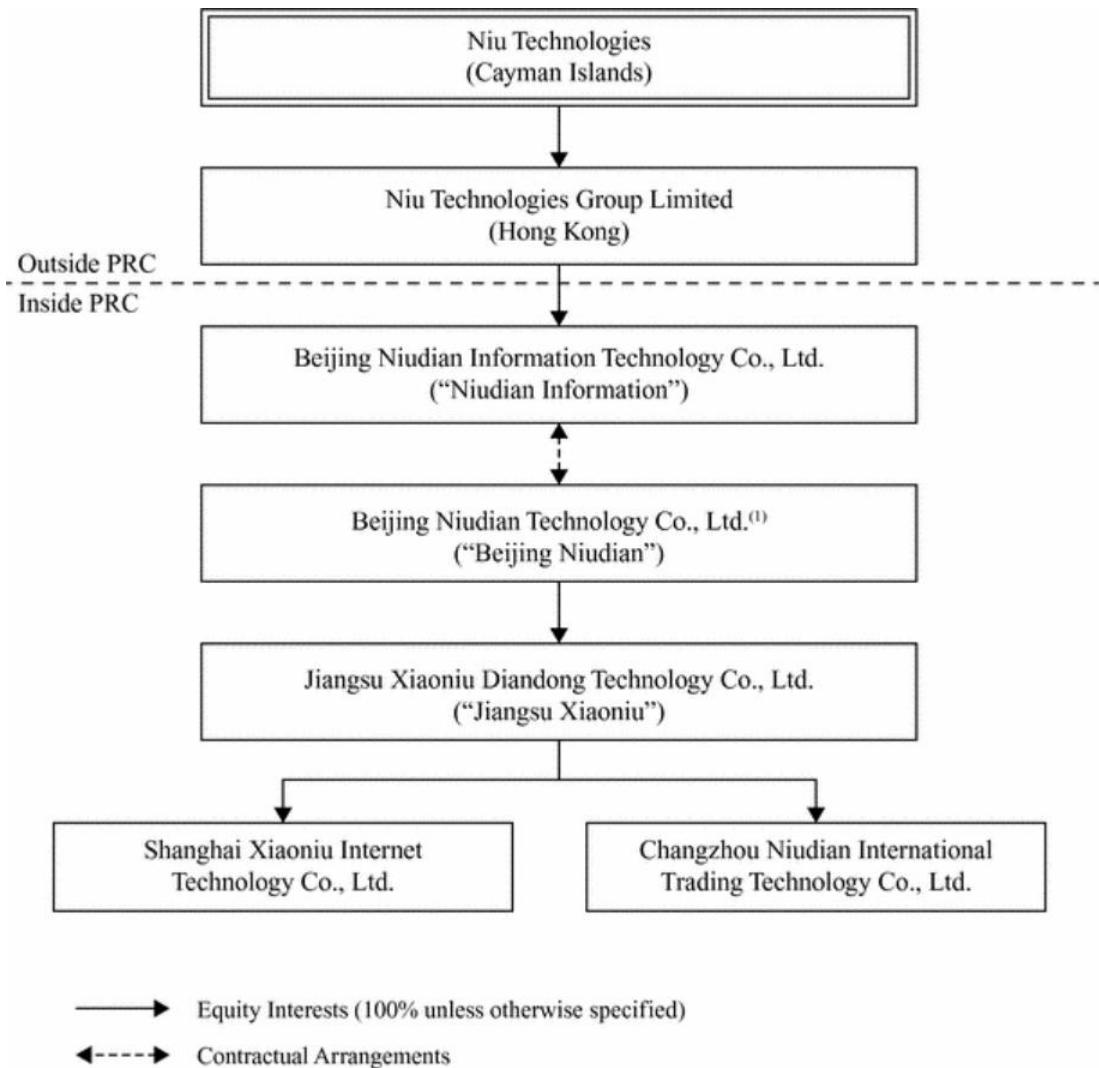 Niu Technologies
(Cayman Islands)
Niu Technologies Group Limited
(Hong Kong)
Outside PRC
Inside PRC
Beijing Niudian Information Technology Co., Ltd.
(“Niudian Information”)
Beijing Niudian Technology Co., Ltd.(1)
(“Beijing Niudian”)
Jiangsu Xiaoniu Diandong Technology Co., Ltd.
(“Jiangsu Xiaoniu”)
Shanghai Xiaoniu Internet
Technology Co., Ltd.
Changzhou Niudian International
Trading Technology Co., Ltd.
Equity Interests (100% unless otherwise specified)
Contractual Arrangements